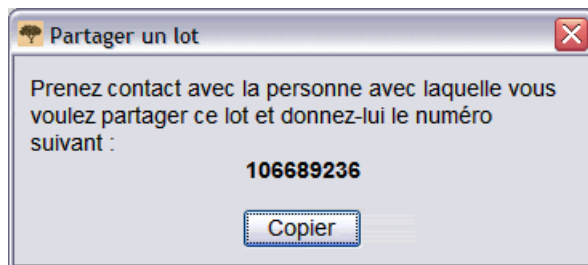 Partager un lot
Prenez contact avec la personne avec laquelle vous
voulez partager ce lot et donnez-lui le numéro
suivant :
106689236
Copier